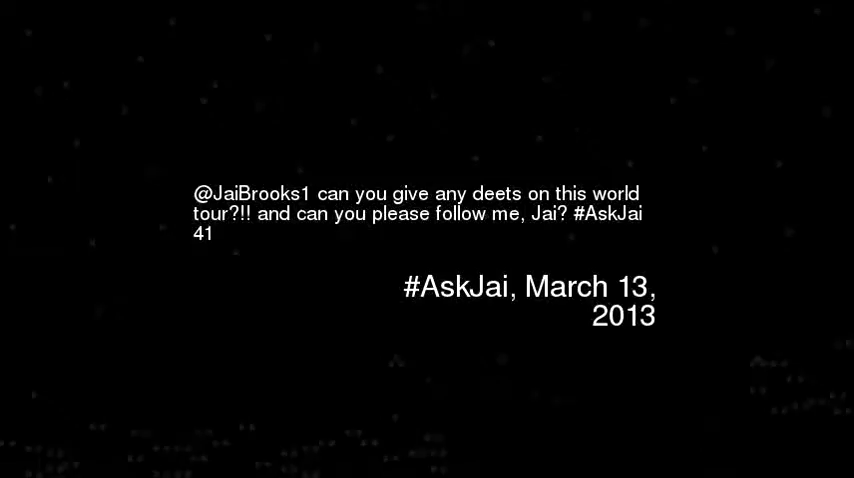 @JaiBrooks1 can you give any deets on this world
tour?!! and can you please follow me, Jai? #AskJai
41
#AskJai, March 13,
2013